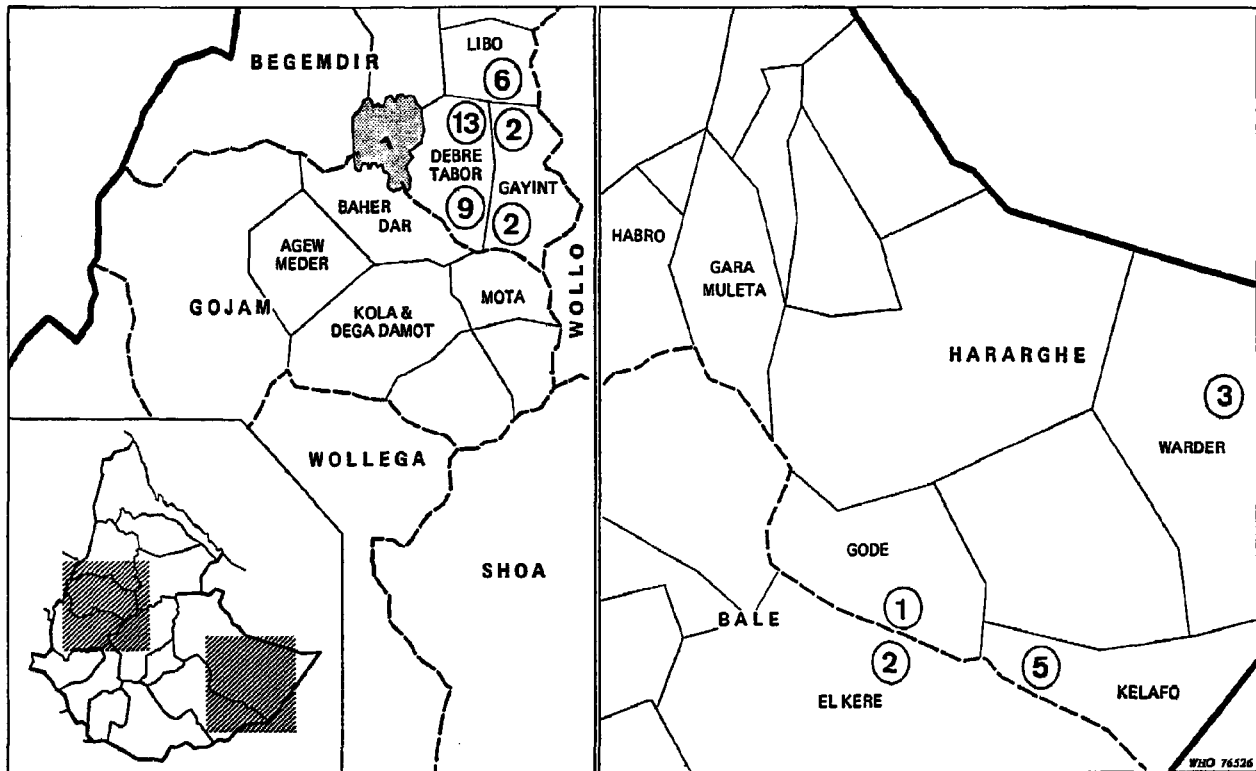 LIBO
BEGEMDIR
6
13
2
DEBRE
TABOR
GAYINT
9
2
BAHER
DAR
AGEW
MEDER
WOLLO
GOJAM
MOTA
KOLA &
DEGA DAMOT
WOLLEGA
SHOA
HABRO
GARA
MULETA
HARARGHE
3
WARDER
GODE
1
BALE
2
5
EL KERE
KELAFO
WHO 76526